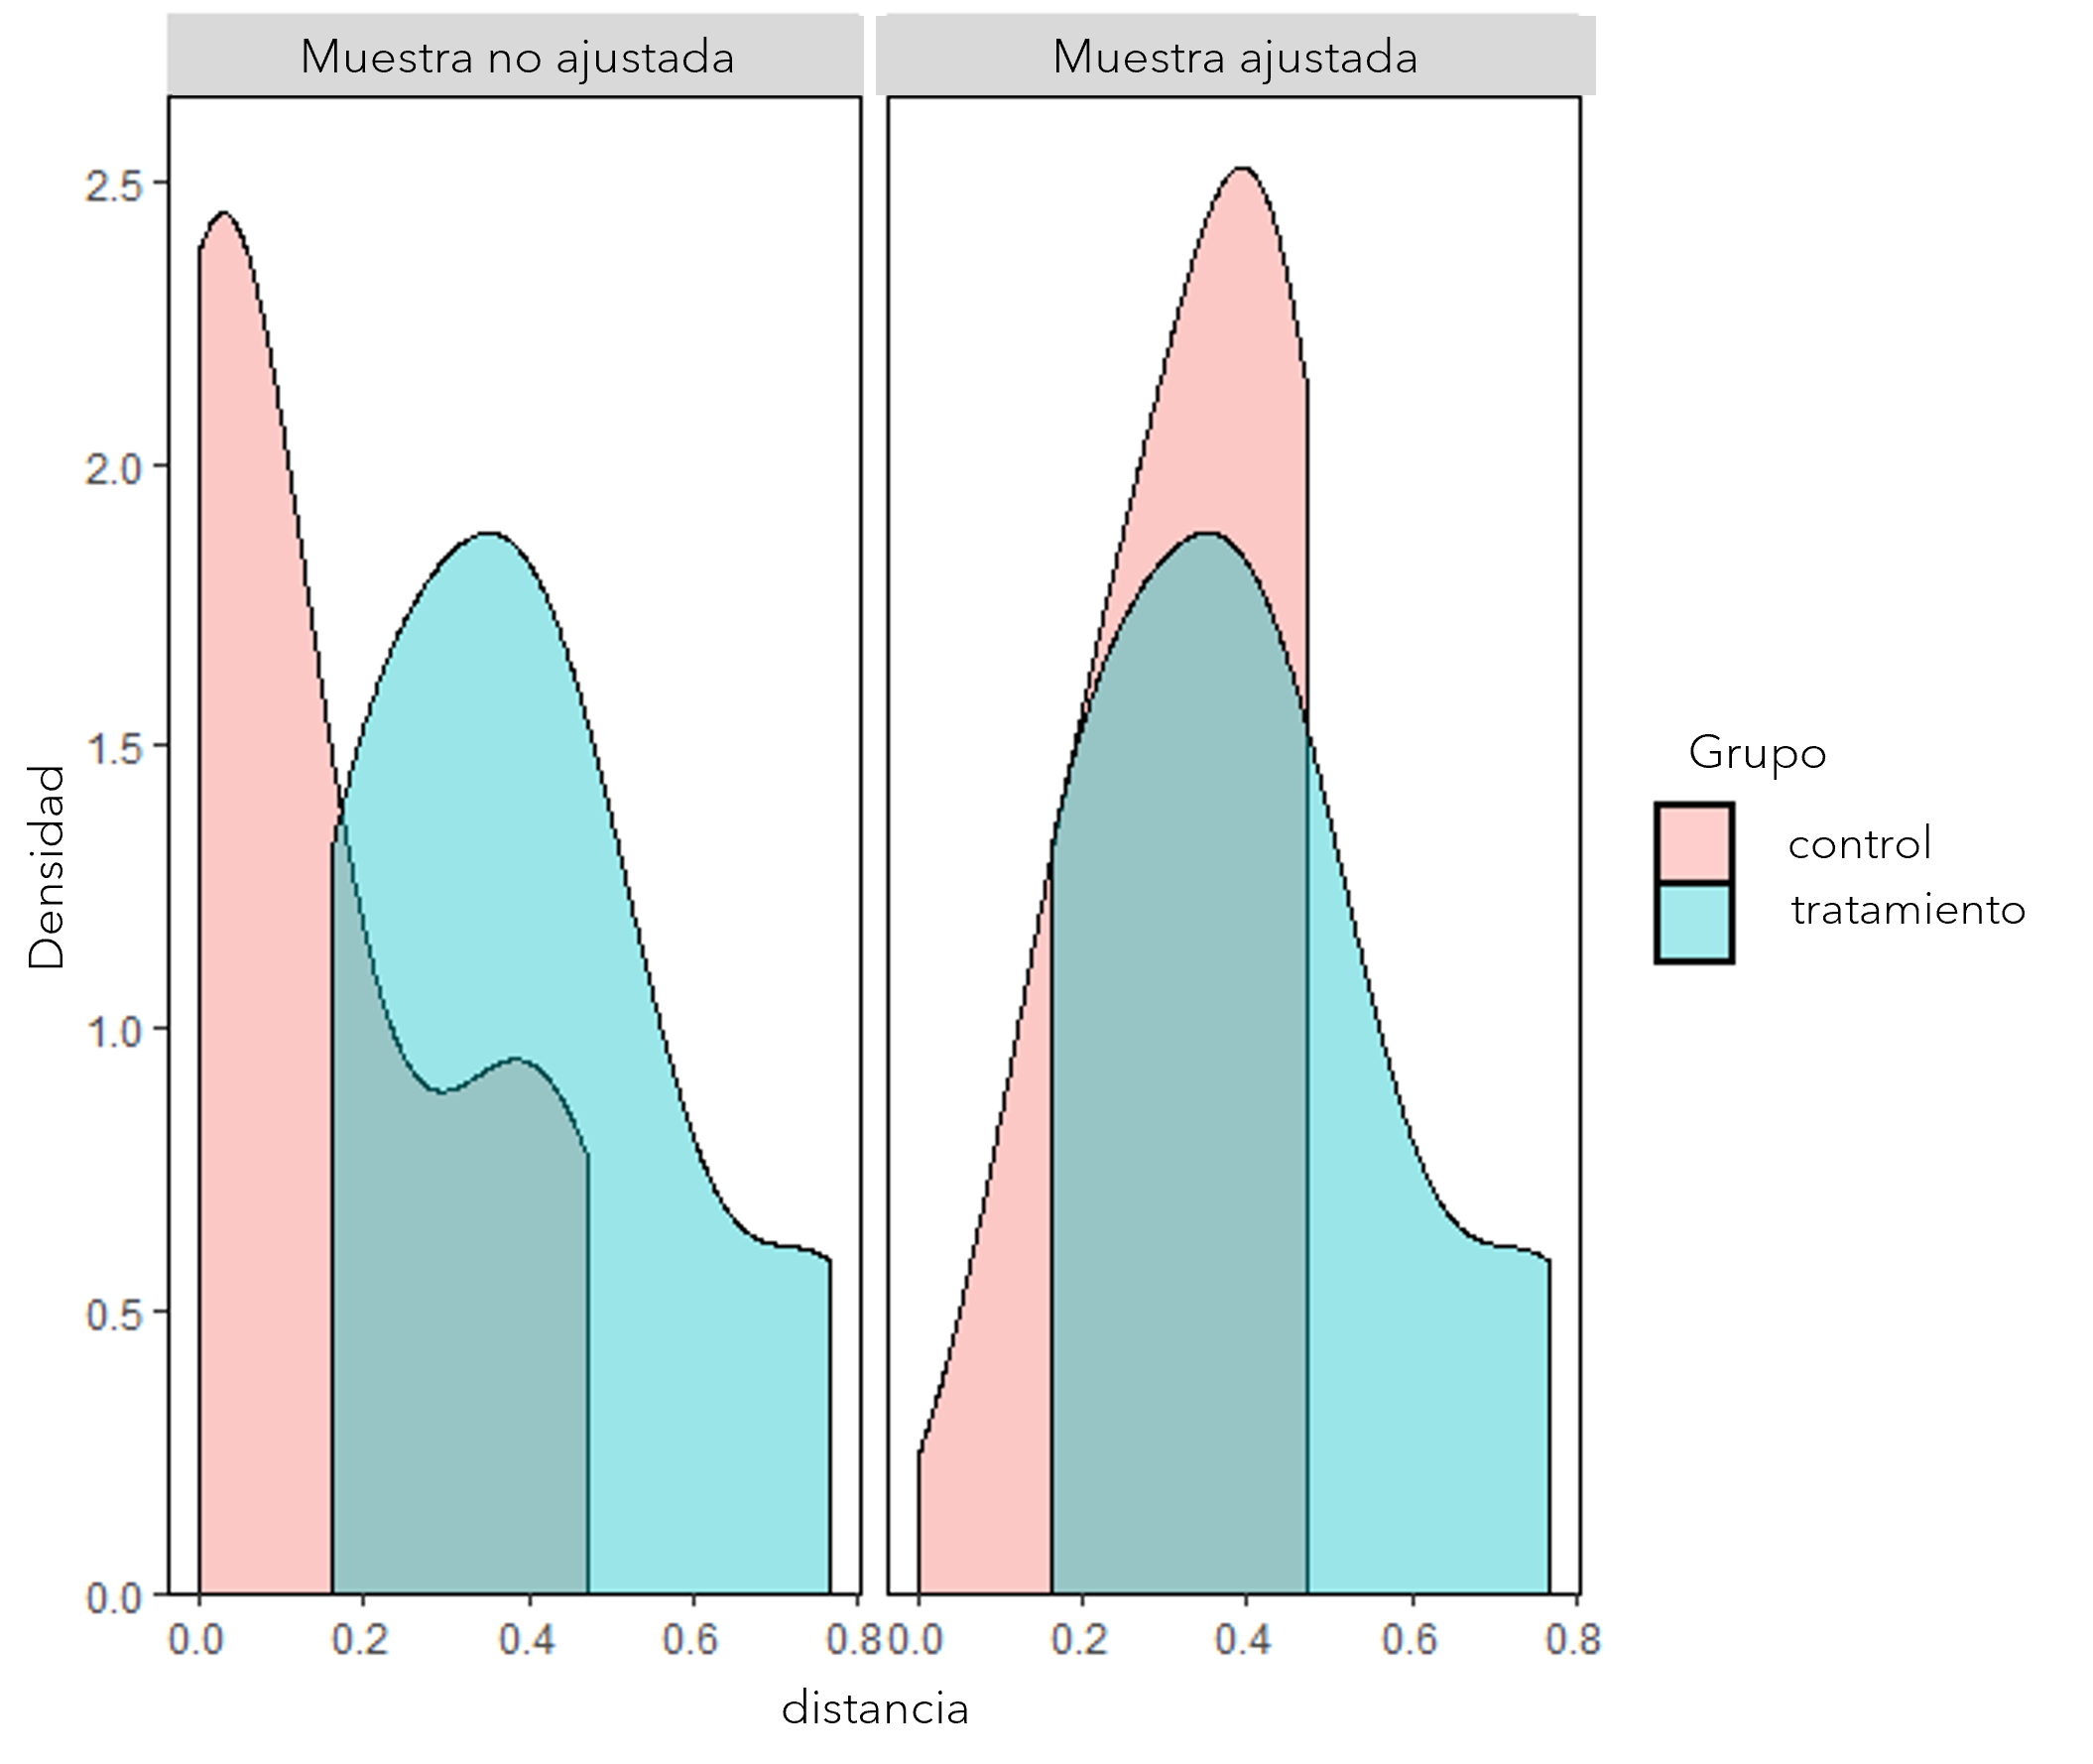 Muestra no ajustada
Muestra ajustada
Densidad
2.5
2.0
1.5
1.0
0.5
0.0
0.0 0.2 0.4 0.6 0.8
0.0 0.2 0.4 0.6 0.8
distancia
Grupo
control
tratamiento